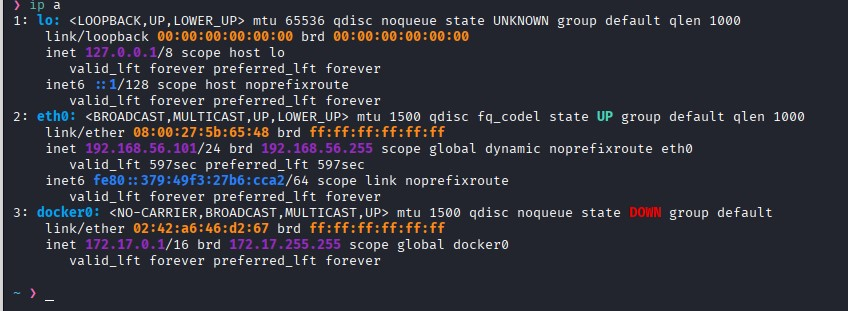 ❯ ip a
1: lo: <LOOPBACK,UP,LOWER_UP> mtu 65536 qdisc noqueue state UNKNOWN group default qlen 1000
    link/loopback 00:00:00:00:00:00 brd 00:00:00:00:00:00
    inet 127.0.0.1/8 scope host lo
       valid_lft forever preferred_lft forever
    inet6 ::1/128 scope host noprefixroute
       valid_lft forever preferred_lft forever
2: eth0: <BROADCAST,MULTICAST,UP,LOWER_UP> mtu 1500 qdisc fq_codel state UP group default qlen 1000
    link/ether 08:00:27:5b:65:48 brd ff:ff:ff:ff:ff:ff
    inet 192.168.56.101/24 brd 192.168.56.255 scope global dynamic noprefixroute eth0
       valid_lft 597sec preferred_lft 597sec
    inet6 fe80::379:49f3:27b6:cca2/64 scope link noprefixroute
       valid_lft forever preferred_lft forever
3: docker0: <NO-CARRIER,BROADCAST,MULTICAST,UP> mtu 1500 qdisc noqueue state DOWN group default
    link/ether 02:42:a6:46:d2:67 brd ff:ff:ff:ff:ff:ff
    inet 172.17.0.1/16 brd 172.17.255.255 scope global docker0
       valid_lft forever preferred_lft forever
~ ❯ _